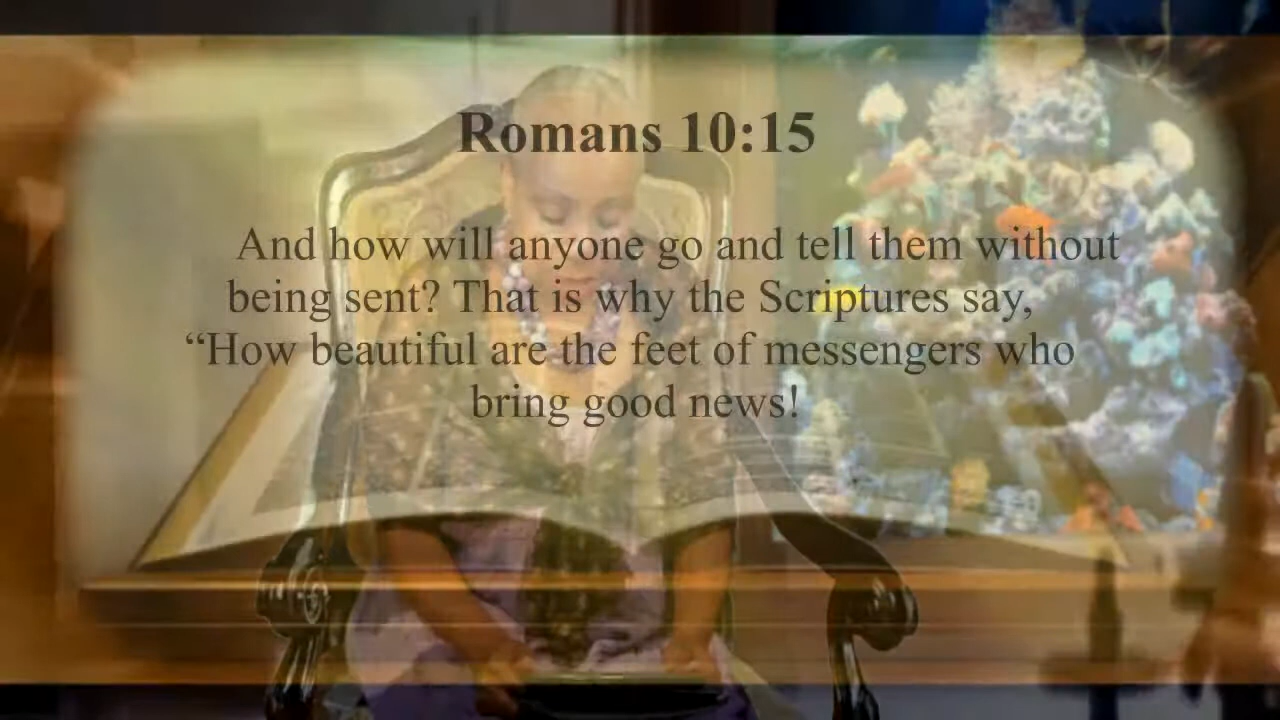 Romans 10:15
And how will anyone go and tell them without
being sent? That is why the Scriptures say,
“How beautiful are the feet of messengers who
bring good news!